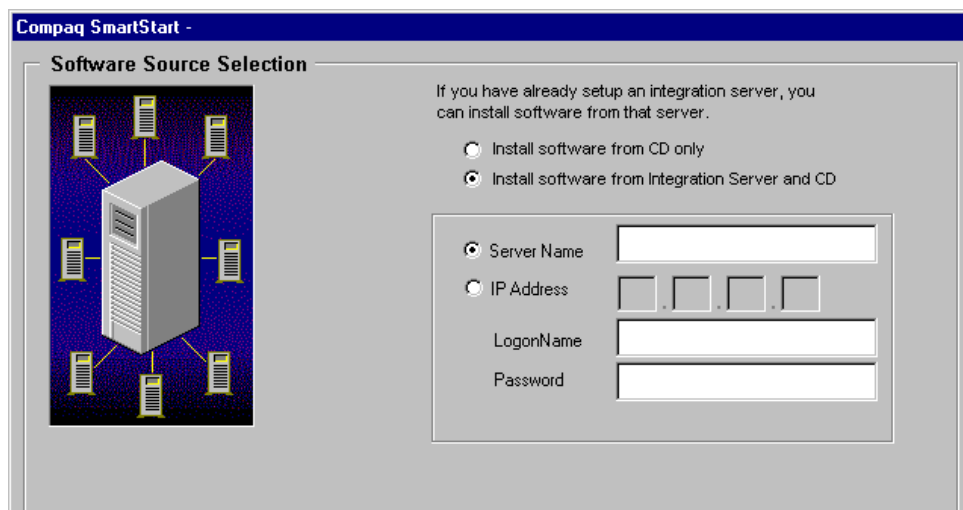 Compaq SmartStart -
Software Source Selection
If you have already setup an integration server, you
can install software from that server.
Install software from CD only
Install software from Integration Server and CD
Server Name
IP Address
. . .
LogonName
Password